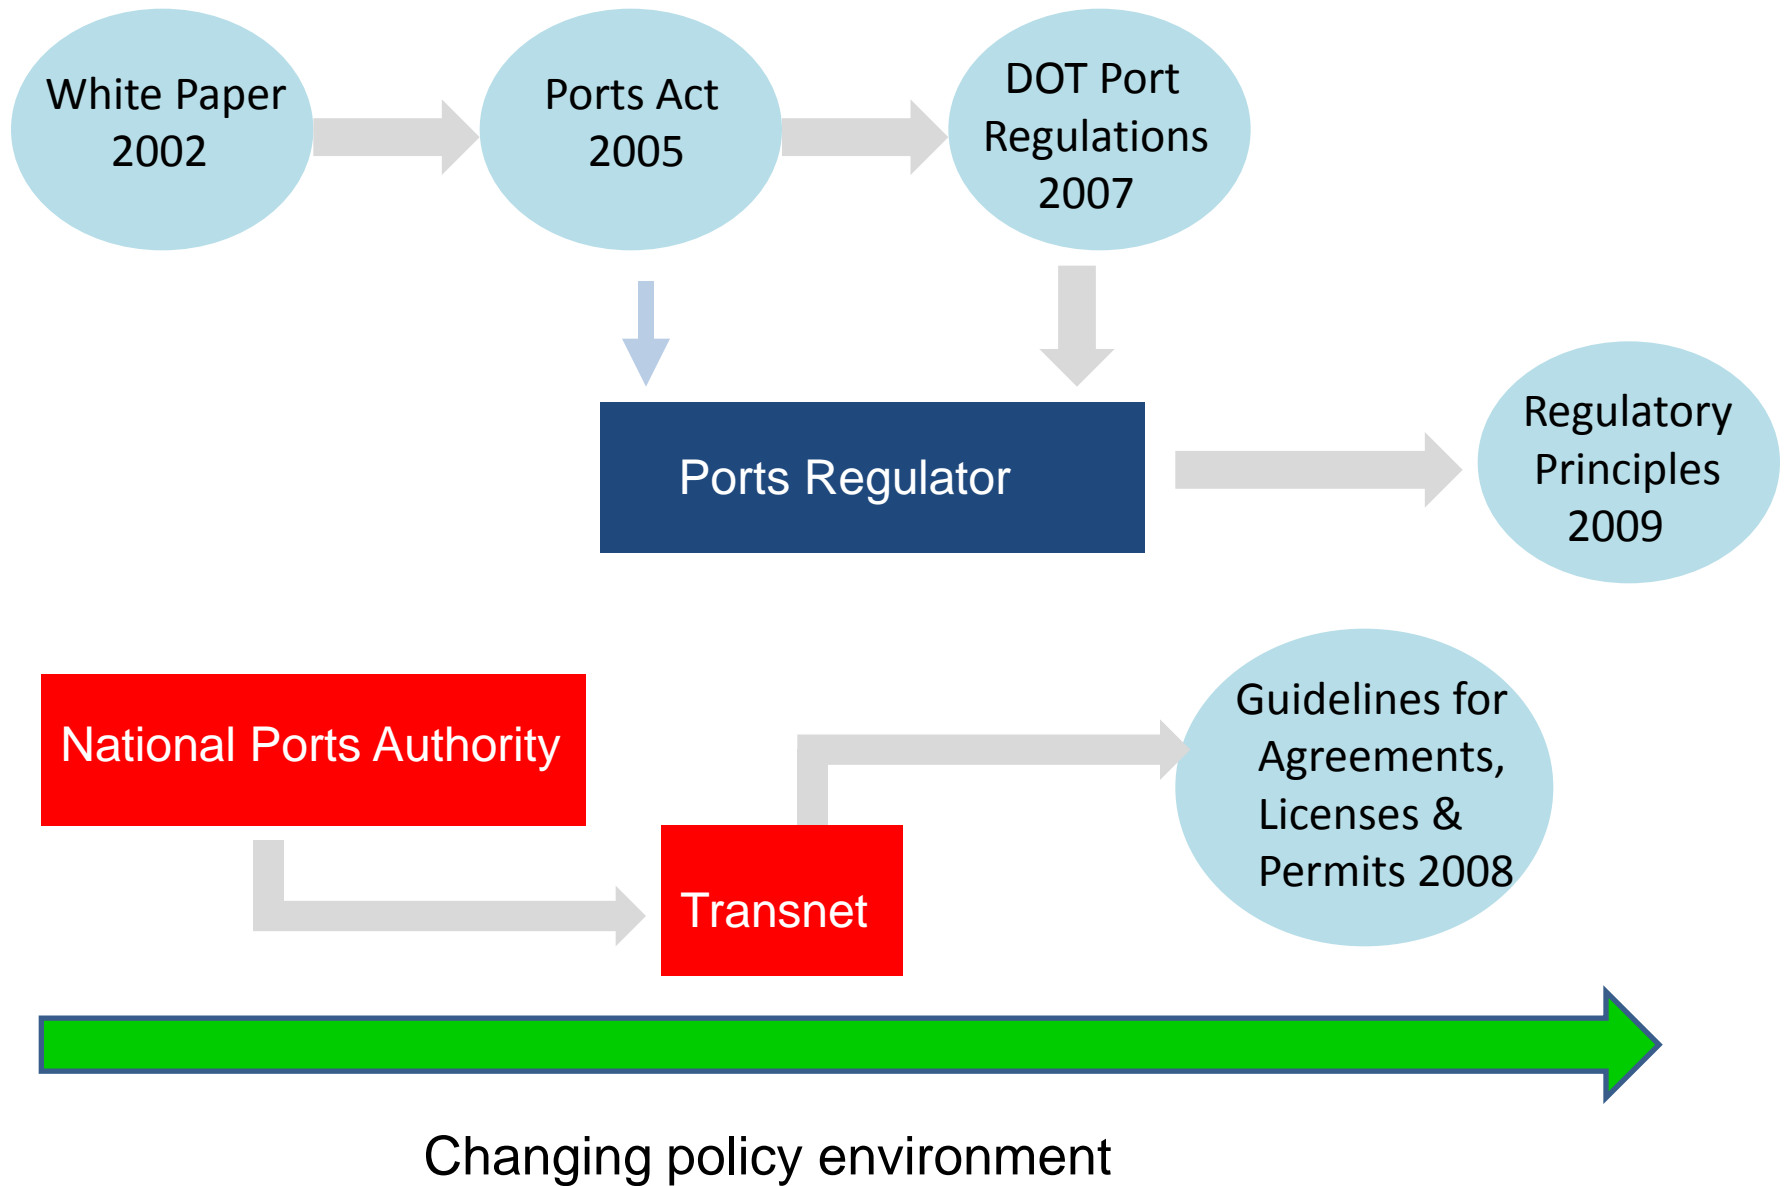 White Paper
2002
Ports Act
2005
DOT Port
Regulations
2007
Ports Regulator
Regulatory
Principles
2009
National Ports Authority
Transnet
Guidelines for
Agreements,
Licenses &
Permits 2008
Changing policy environment